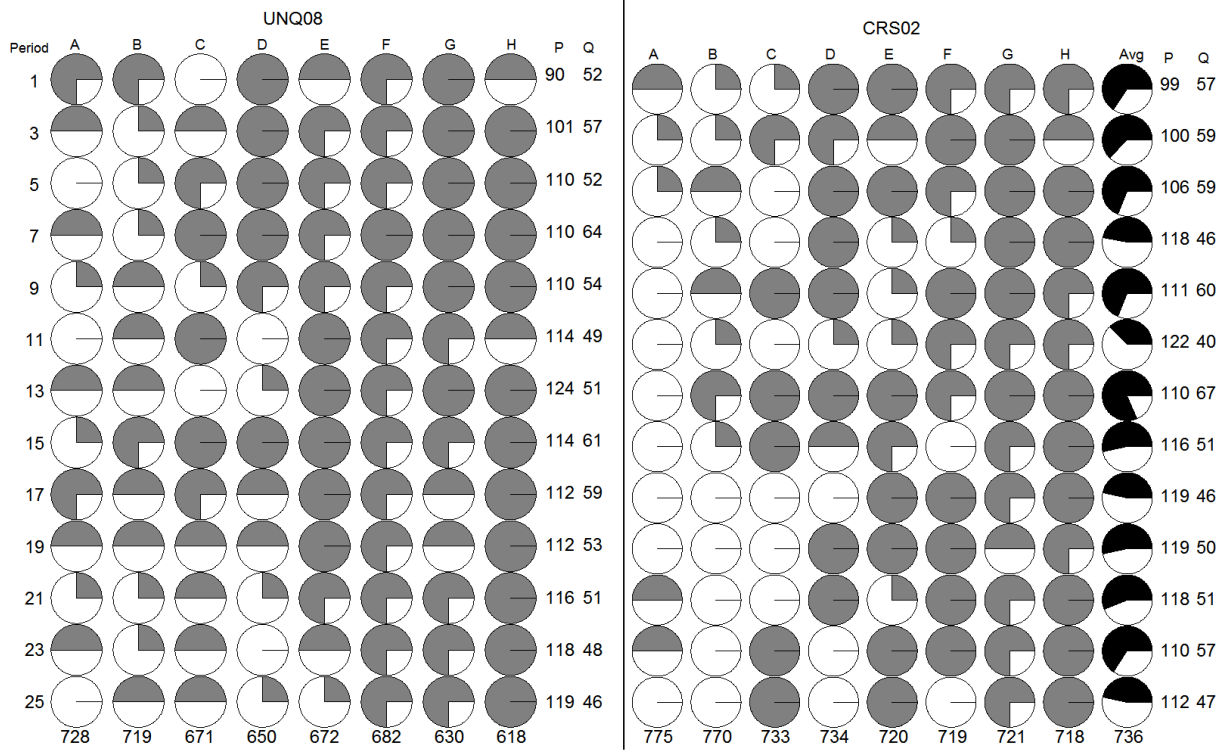 UNQ08
CRS02
Period A B C D E F G H P Q
A B C D E F G H Avg P Q
1 90 52
99 57
3 101 57
100 59
5 110 52
106 59
7 110 64
118 46
9 110 54
111 60
11 114 49
122 40
13 124 51
110 67
15 114 61
116 51
17 112 59
119 46
19 112 53
119 50
21 116 51
118 51
23 118 48
110 57
25 119 46
112 47
728 719 671 650 672 682 630 618
775 770 733 734 720 719 721 718 736